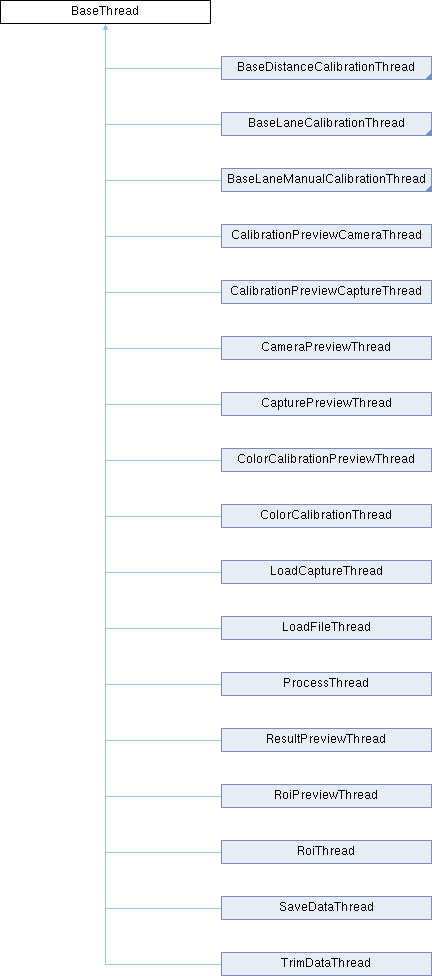 BaseThread
BaseDistanceCalibrationThread
BaseLaneCalibrationThread
BaseLaneManualCalibrationThread
CalibrationPreviewCameraThread
CalibrationPreviewCaptureThread
CameraPreviewThread
CapturePreviewThread
ColorCalibrationPreviewThread
ColorCalibrationThread
LoadCaptureThread
LoadFileThread
ProcessThread
ResultPreviewThread
RoiPreviewThread
RoiThread
SaveDataThread
TrimDataThread